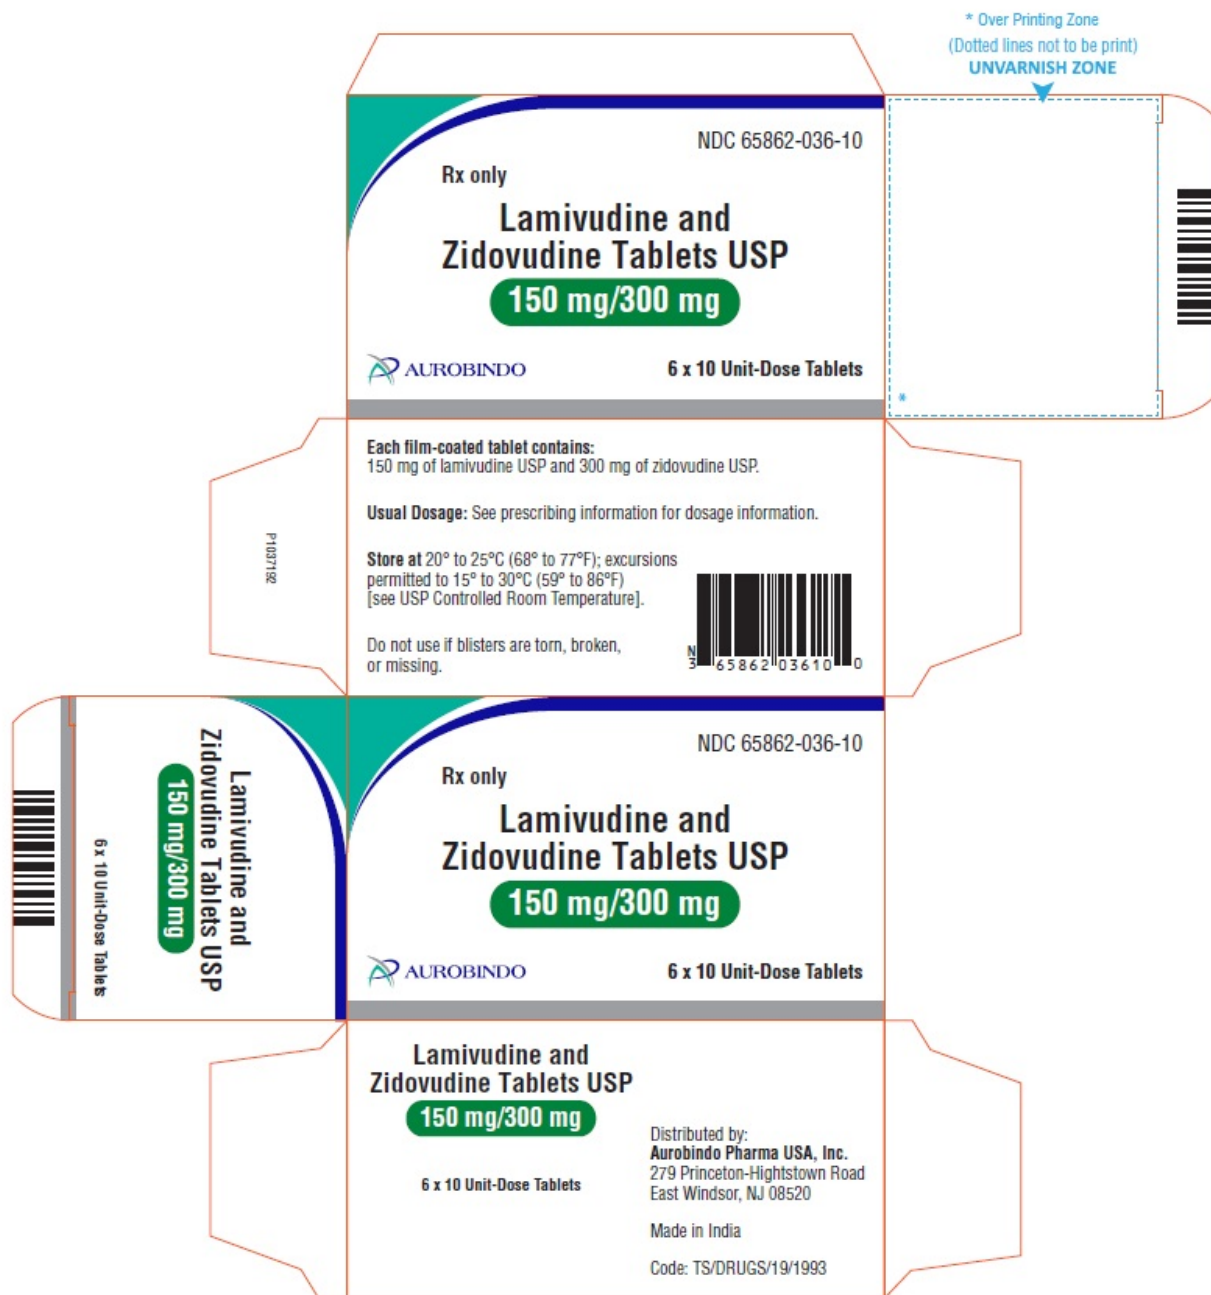 * Over Printing Zone
(Dotted lines not to be print)
UNVARNISH ZONE
NDC 65862-036-10
Rx only
Lamivudine and
Zidovudine Tablets USP
150 mg/300 mg
AUROBINDO
6 x 10 Unit-Dose Tablets
*
Each film-coated tablet contains:
150 mg of lamivudine USP and 300 mg of zidovudine USP.
Usual Dosage: See prescribing information for dosage information.
Store at 20° to 25°C (68° to 77°F); excursions
permitted to 15° to 30°C (59° to 86°F)
[see USP Controlled Room Temperature].
Do not use if blisters are torn, broken,
or missing.
N
3 65862 03610 0
P1037192
Lamivudine and
Zidovudine Tablets USP
150 mg/300 mg
6 x 10 Unit-Dose Tablets
NDC 65862-036-10
Rx only
Lamivudine and
Zidovudine Tablets USP
150 mg/300 mg
AUROBINDO
6 x 10 Unit-Dose Tablets
Lamivudine and
Zidovudine Tablets USP
150 mg/300 mg
6 x 10 Unit-Dose Tablets
Distributed by:
Aurobindo Pharma USA, Inc.
279 Princeton-Hightstown Road
East Windsor, NJ 08520
Made in India
Code: TS/DRUGS/19/1993